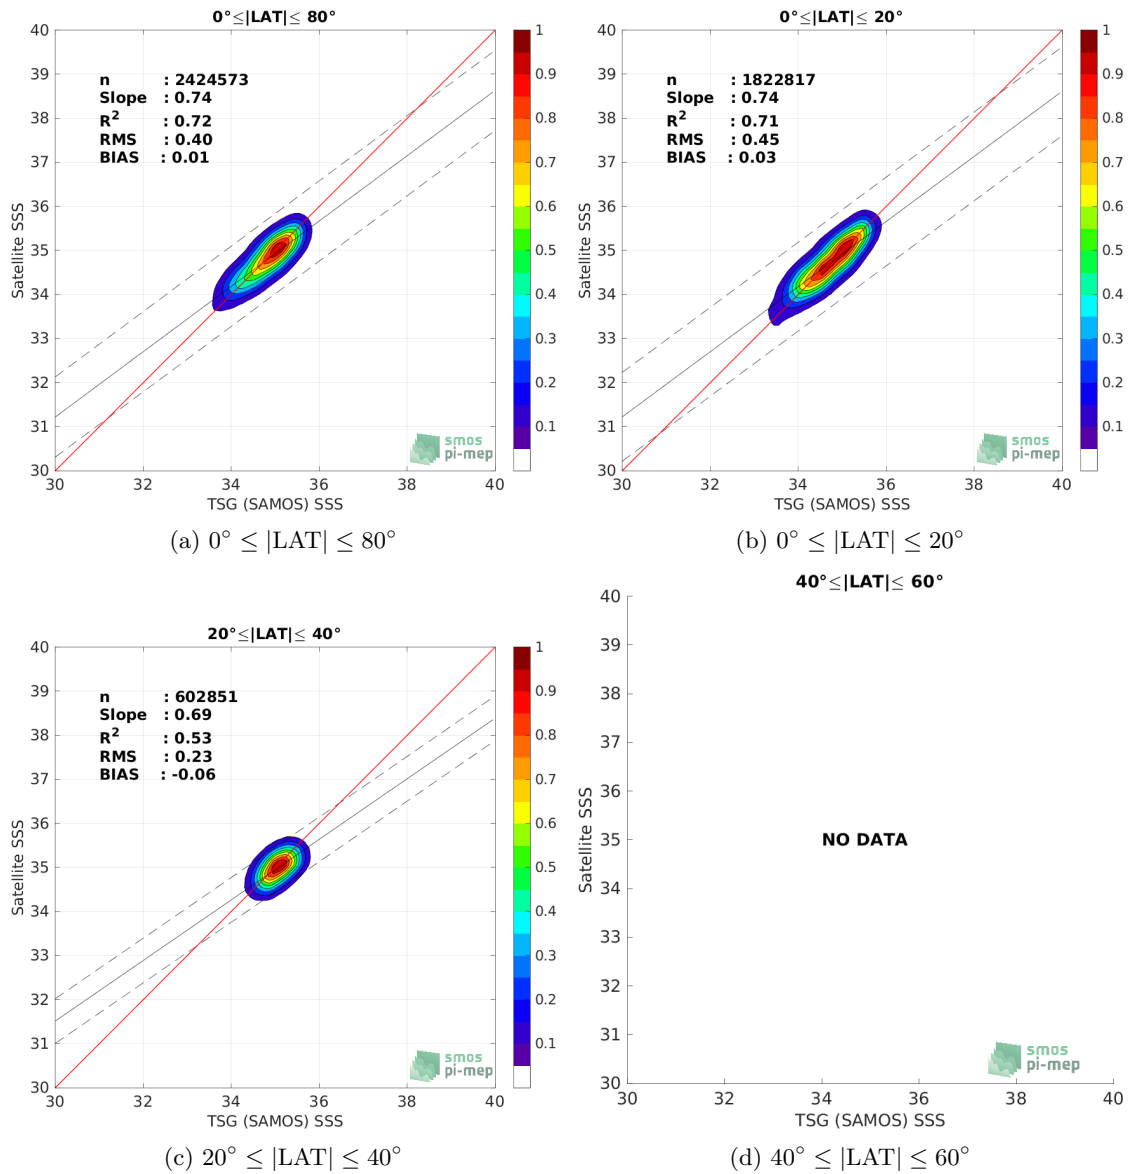 0°≤|LAT|≤ 80°
40
39
38
37
36
35
34
33
32
31
30
Satellite SSS
n : 2424573
Slope : 0.74
R² : 0.72
RMS : 0.40
BIAS : 0.01
1
0.9
0.8
0.7
0.6
0.5
0.4
0.3
0.2
0.1
smos
pi-mep
30 32 34 36 38 40
TSG (SAMOS) SSS
(a) 0° ≤ |LAT| ≤ 80°
0°≤|LAT|≤ 20°
40
39
38
37
36
35
34
33
32
31
30
Satellite SSS
n : 1822817
Slope : 0.74
R² : 0.71
RMS : 0.45
BIAS : 0.03
1
0.9
0.8
0.7
0.6
0.5
0.4
0.3
0.2
0.1
smos
pi-mep
30 32 34 36 38 40
TSG (SAMOS) SSS
(b) 0° ≤ |LAT| ≤ 20°
20°≤|LAT|≤ 40°
40
39
38
37
36
35
34
33
32
31
30
Satellite SSS
n : 602851
Slope : 0.69
R² : 0.53
RMS : 0.23
BIAS : -0.06
1
0.9
0.8
0.7
0.6
0.5
0.4
0.3
0.2
0.1
smos
pi-mep
30 32 34 36 38 40
TSG (SAMOS) SSS
(c) 20° ≤ |LAT| ≤ 40°
40°≤|LAT|≤ 60°
40
39
38
37
36
35
34
33
32
31
30
Satellite SSS
NO DATA
smos
pi-mep
30 32 34 36 38 40
TSG (SAMOS) SSS
(d) 40° ≤ |LAT| ≤ 60°